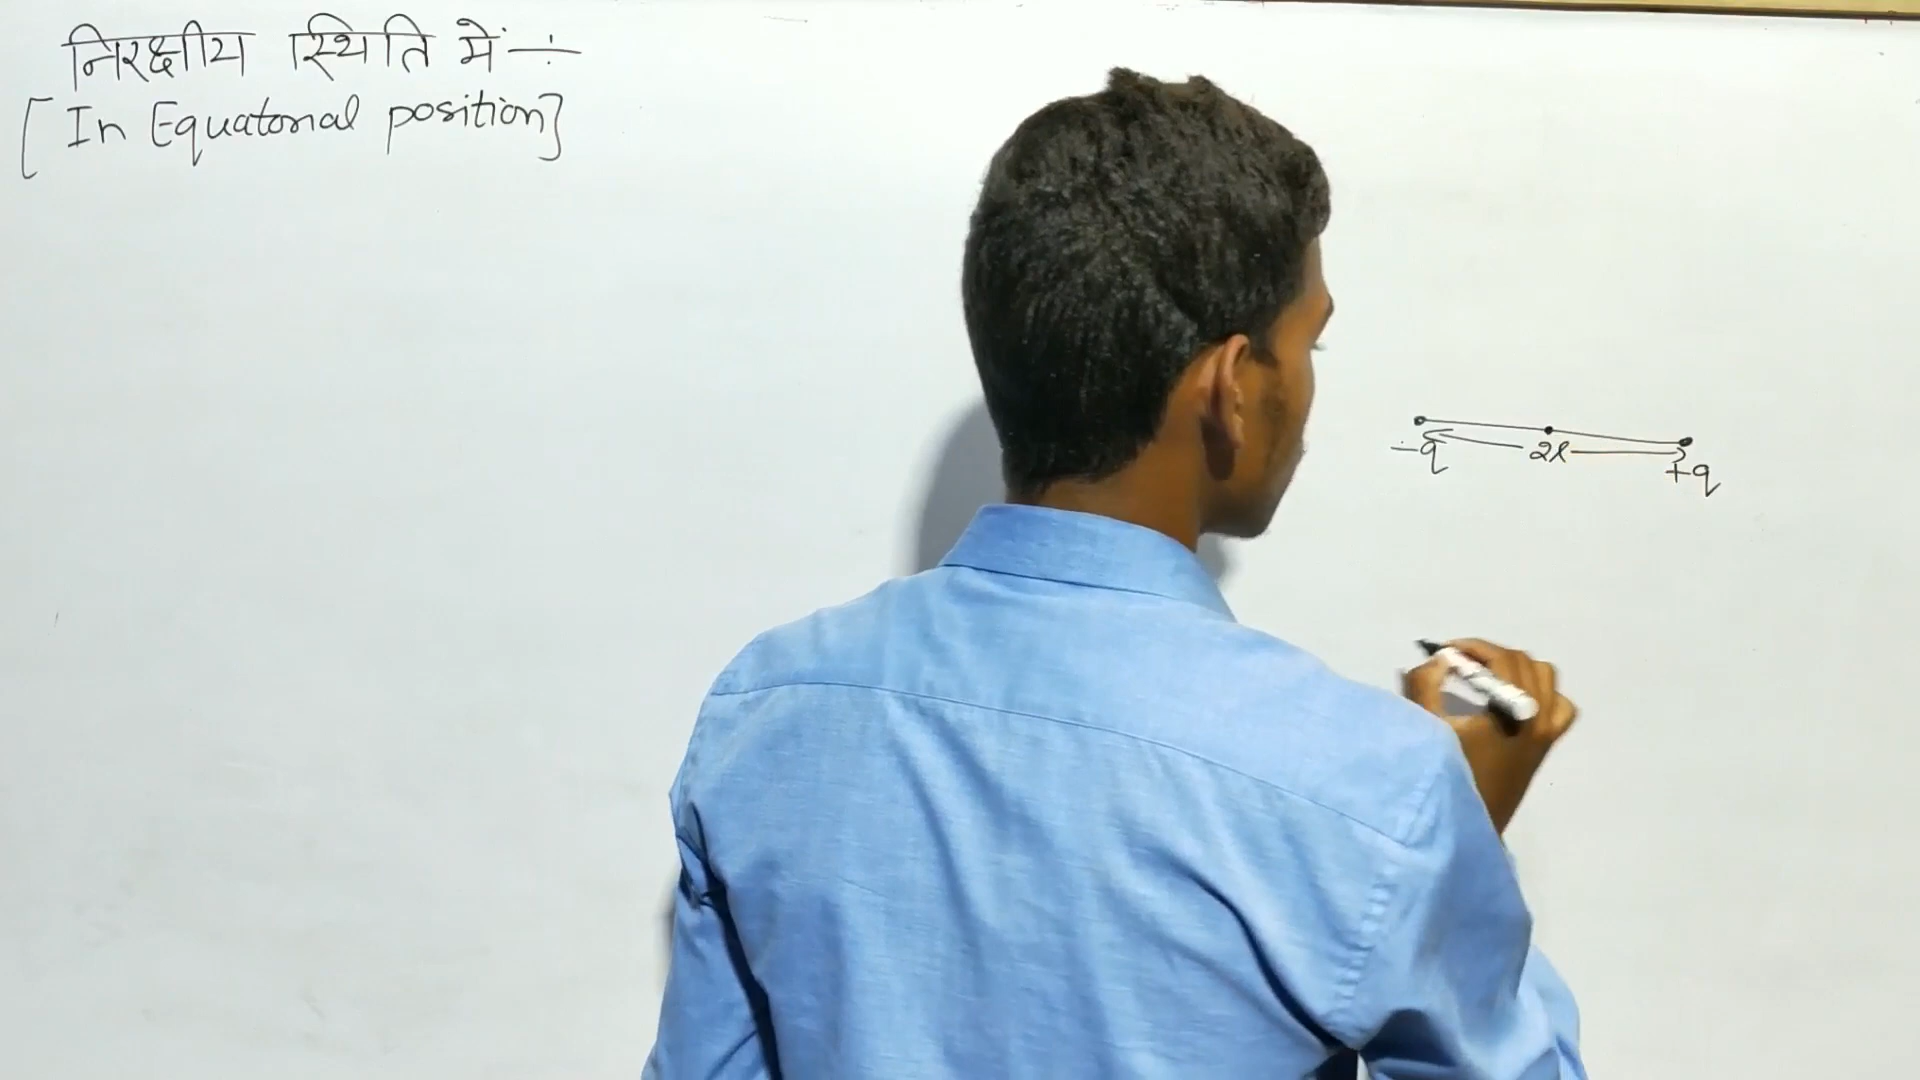 निरक्षीय स्थिति में ÷
[In Equatorial position]
-q 2l +q